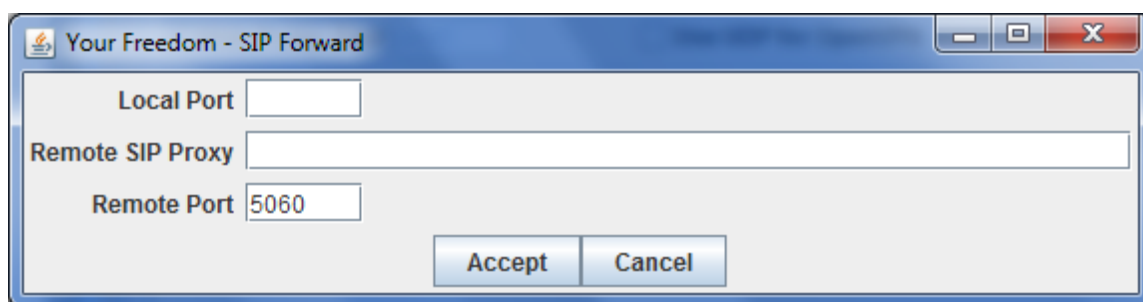 Your Freedom - SIP Forward
Local Port
Remote SIP Proxy
Remote Port 5060
Accept Cancel